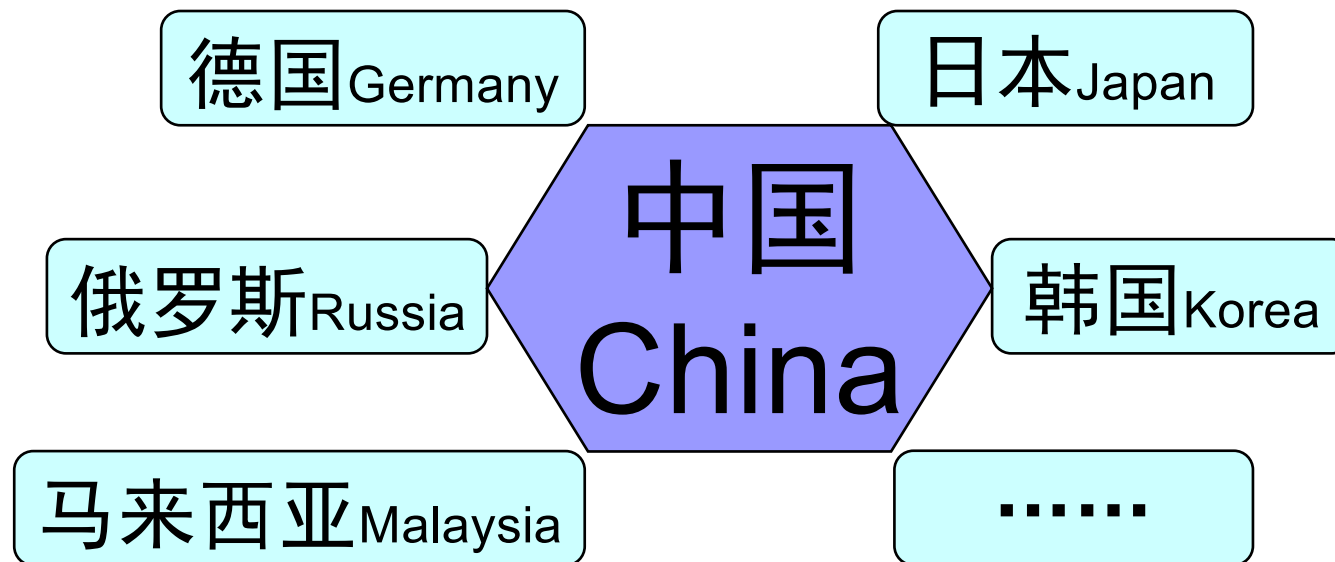 德国Germany
日本Japan
中国
China
俄罗斯Russia
韩国Korea
马来西亚Malaysia
……